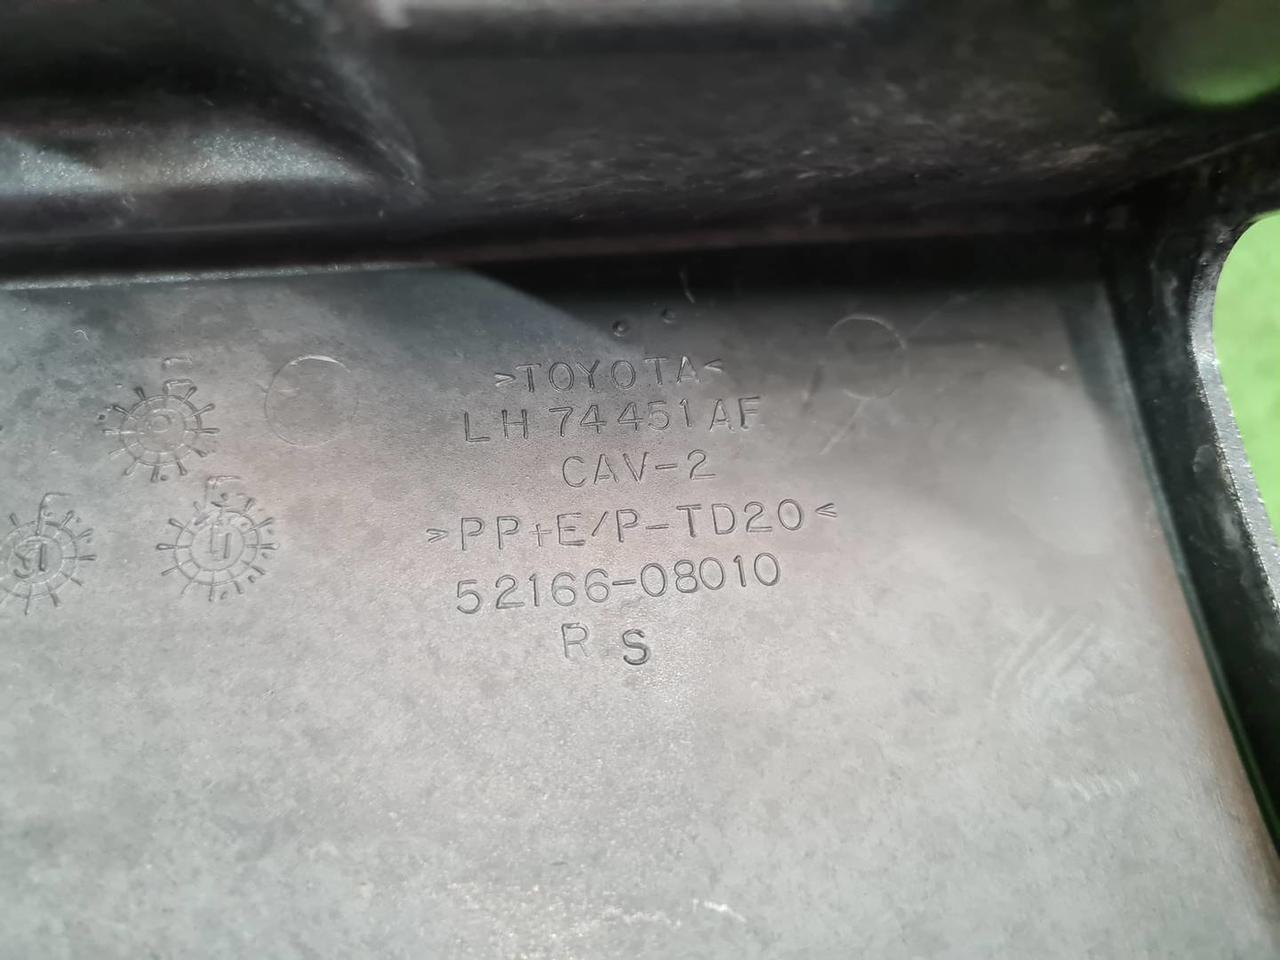 >TOYOTA<
LH 74451AF
CAV-2
>PP+E/P-TD20<
52166-08010
R S